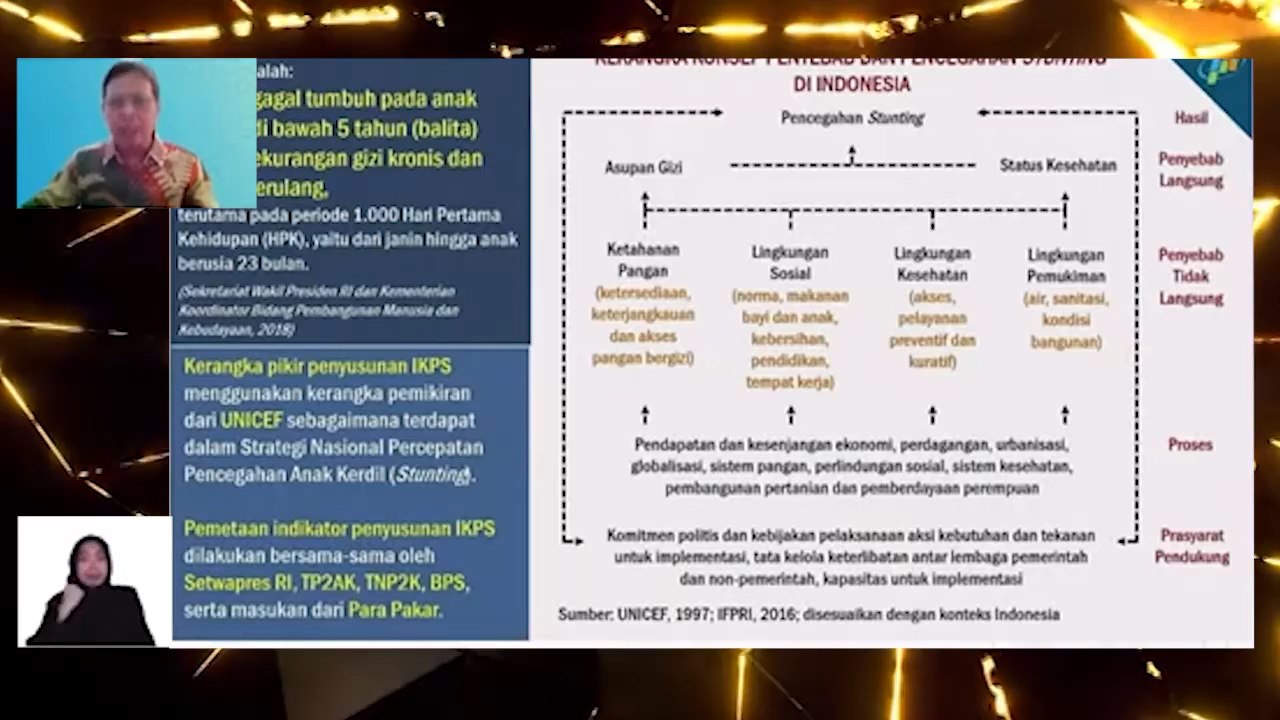 alah:
gagal tumbuh pada anak
di bawah 5 tahun (balita)
ekurangan gizi kronis dan
erulang,
terutama pada periode 1.000 Hari Pertama
Kehidupan (HPK), yaitu dari janin hingga anak
berusia 23 bulan.
(Sekretariat Wakil Presiden RI dan Kementerian
Koordinator Bidang Pembangunan Manusia dan
Kebudayaan, 2018)
Kerangka pikir penyusunan IKPS
menggunakan kerangka pemikiran
dari UNICEF sebagaimana terdapat
dalam Strategi Nasional Percepatan
Pencegahan Anak Kerdil (Stunting).
Pemetaan indikator penyusunan IKPS
dilakukan bersama-sama oleh
Setwapres RI, TP2AK, TNP2K, BPS,
serta masukan dari Para Pakar.
KERANGKA KONSEP PENYEBAB DAN PENCEGAHAN STUNTING
DI INDONESIA
Pencegahan Stunting
Hasil
Asupan Gizi
Status Kesehatan
Penyebab
Langsung
Ketahanan
Pangan
(ketersediaan,
keterjangkauan
dan akses
pangan bergizi)
Lingkungan
Sosial
(norma, makanan
bayi dan anak,
kebersihan,
pendidikan,
tempat kerja)
Lingkungan
Kesehatan
(akses,
pelayanan
preventif dan
kuratif)
Lingkungan
Pemukiman
(air, sanitasi,
kondisi
bangunan)
Penyebab
Tidak
Langsung
Pendapatan dan kesenjangan ekonomi, perdagangan, urbanisasi,
globalisasi, sistem pangan, perlindungan sosial, sistem kesehatan,
pembangunan pertanian dan pemberdayaan perempuan
Proses
Komitmen politis dan kebijakan pelaksanaan aksi kebutuhan dan tekanan
untuk implementasi, tata kelola keterlibatan antar lembaga pemerintah
dan non-pemerintah, kapasitas untuk implementasi
Prasyarat
Pendukung
Sumber: UNICEF, 1997; IFPRI, 2016; disesuaikan dengan konteks Indonesia